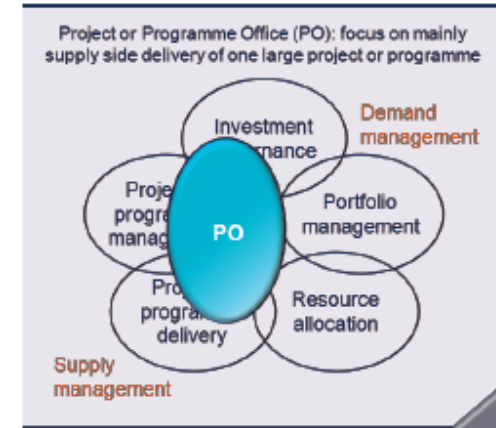 Project or Programme Office (PO): focus on mainly
supply side delivery of one large project or programme
Demand
management
Investment
Portfolio
management
PO
Resource
allocation
delivery
Supply
management